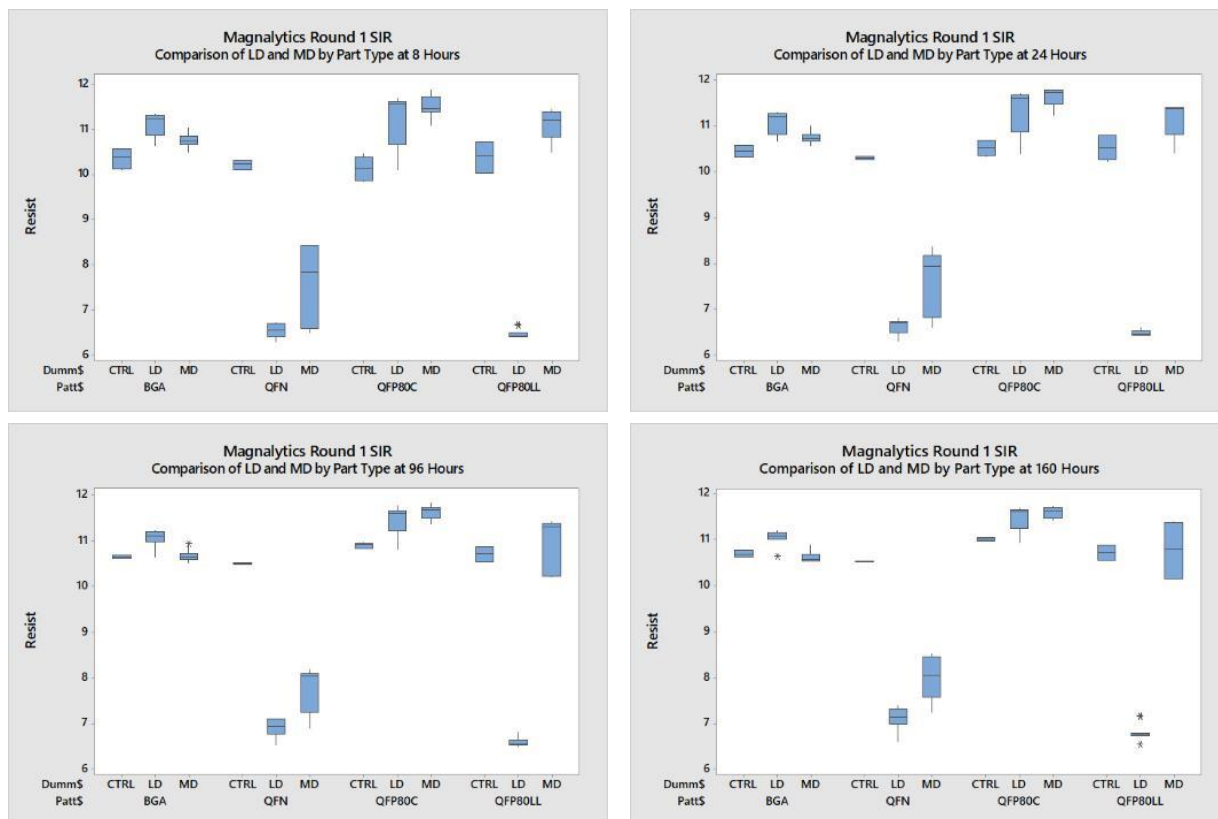 Magnalytics Round 1 SIR
Comparison of LD and MD by Part Type at 8 Hours
12
11
10
9
8
7
6
Resist
*
Dumm$ CTRL LD MD CTRL LD MD CTRL LD MD CTRL LD MD
Patt$ BGA QFN QFP80C QFP80LL
Magnalytics Round 1 SIR
Comparison of LD and MD by Part Type at 24 Hours
12
11
10
9
8
7
6
Resist
Dumm$ CTRL LD MD CTRL LD MD CTRL LD MD CTRL LD MD
Patt$ BGA QFN QFP80C QFP80LL
Magnalytics Round 1 SIR
Comparison of LD and MD by Part Type at 96 Hours
12
11
10
9
8
7
6
Resist
*
Dumm$ CTRL LD MD CTRL LD MD CTRL LD MD CTRL LD MD
Patt$ BGA QFN QFP80C QFP80LL
Magnalytics Round 1 SIR
Comparison of LD and MD by Part Type at 160 Hours
12
11
10
9
8
7
6
Resist
*
*
*
Dumm$ CTRL LD MD CTRL LD MD CTRL LD MD CTRL LD MD
Patt$ BGA QFN QFP80C QFP80LL